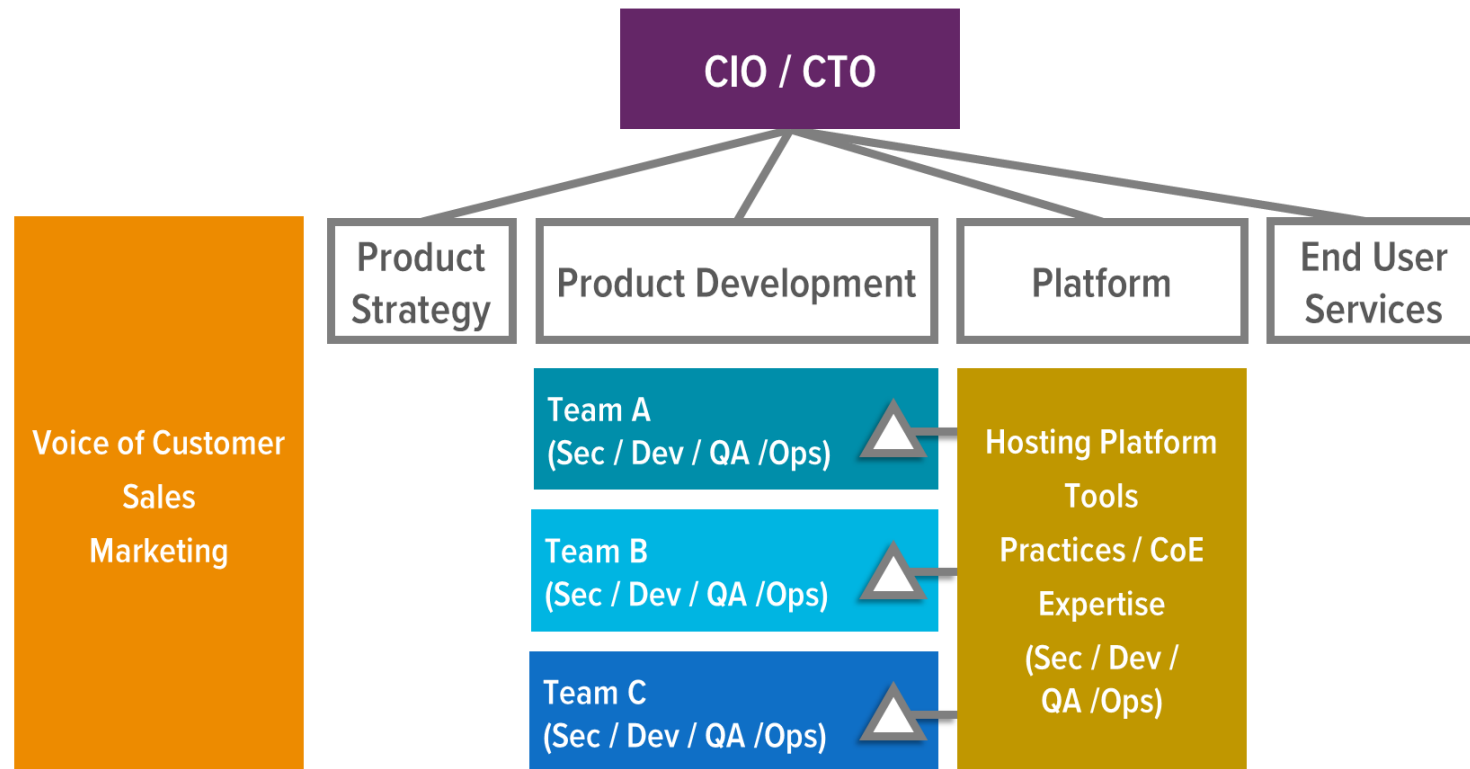 CIO / CTO
Product
Strategy
Product Development
Platform
End User
Services
Voice of Customer
Sales
Marketing
Team A
(Sec / Dev / QA /Ops)
Team B
(Sec / Dev / QA /Ops)
Team C
(Sec / Dev / QA /Ops)
Hosting Platform
Tools
Practices / CoE
Expertise
(Sec / Dev /
QA /Ops)